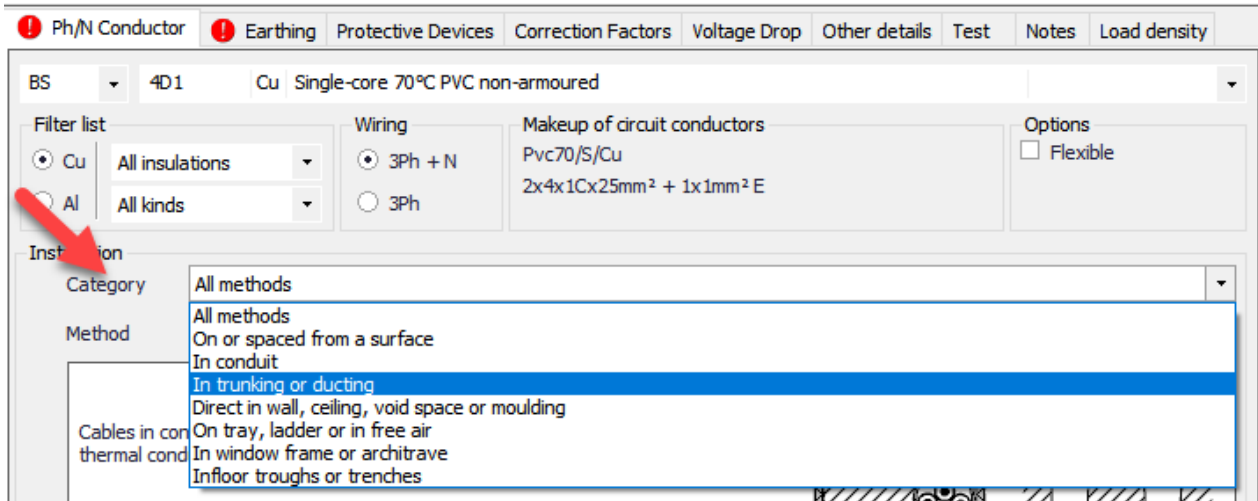 Ph/N Conductor Earthing Protective Devices Correction Factors Voltage Drop Other details Test Notes Load density
BS 4D1 Cu Single-core 70°C PVC non-armoured
Filter list Wiring Makeup of circuit conductors Options
Cu All insulations 3Ph + N Pvc70/S/Cu Flexible
2x4x1Cx25mm² + 1x1mm² E
Al All kinds 3Ph
Category All methods
All methods
Method On or spaced from a surface
In conduit
In trunking or ducting
Direct in wall, ceiling, void space or moulding
Cables in con On tray, ladder or in free air
thermal cond In window frame or architrave
Infloor troughs or trenches